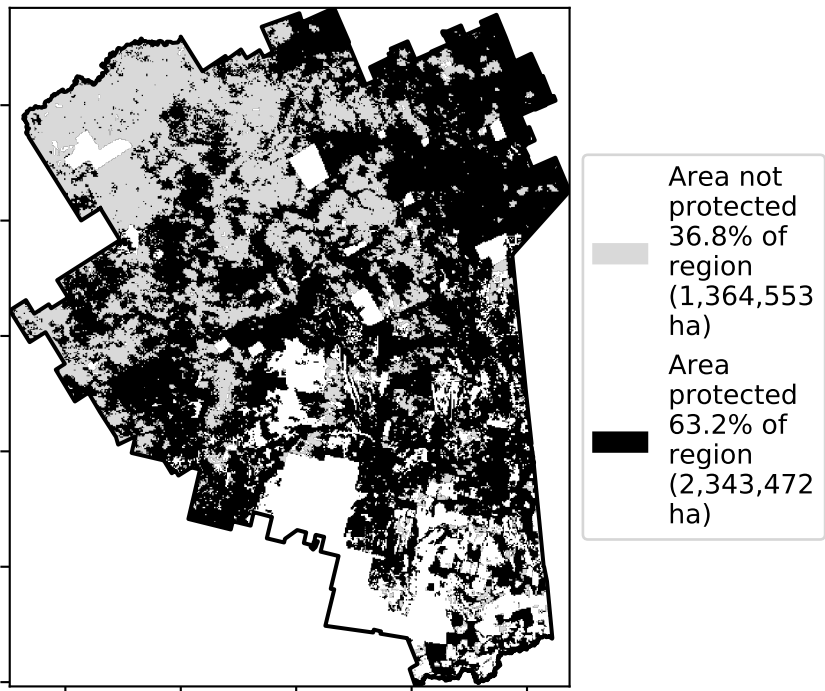 Area not
protected
36.8% of
region
(1,364,553
ha)
Area
protected
63.2% of
region
(2,343,472
ha)